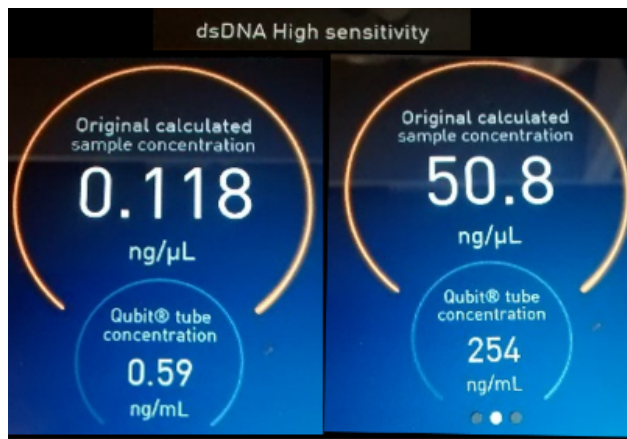 dsDNA High sensitivity
Original calculated
sample concentration
0.118
ng/µL
Qubit® tube
concentration
0.59
ng/mL
Original calculated
sample concentration
50.8
ng/µL
Qubit® tube
concentration
254
ng/mL